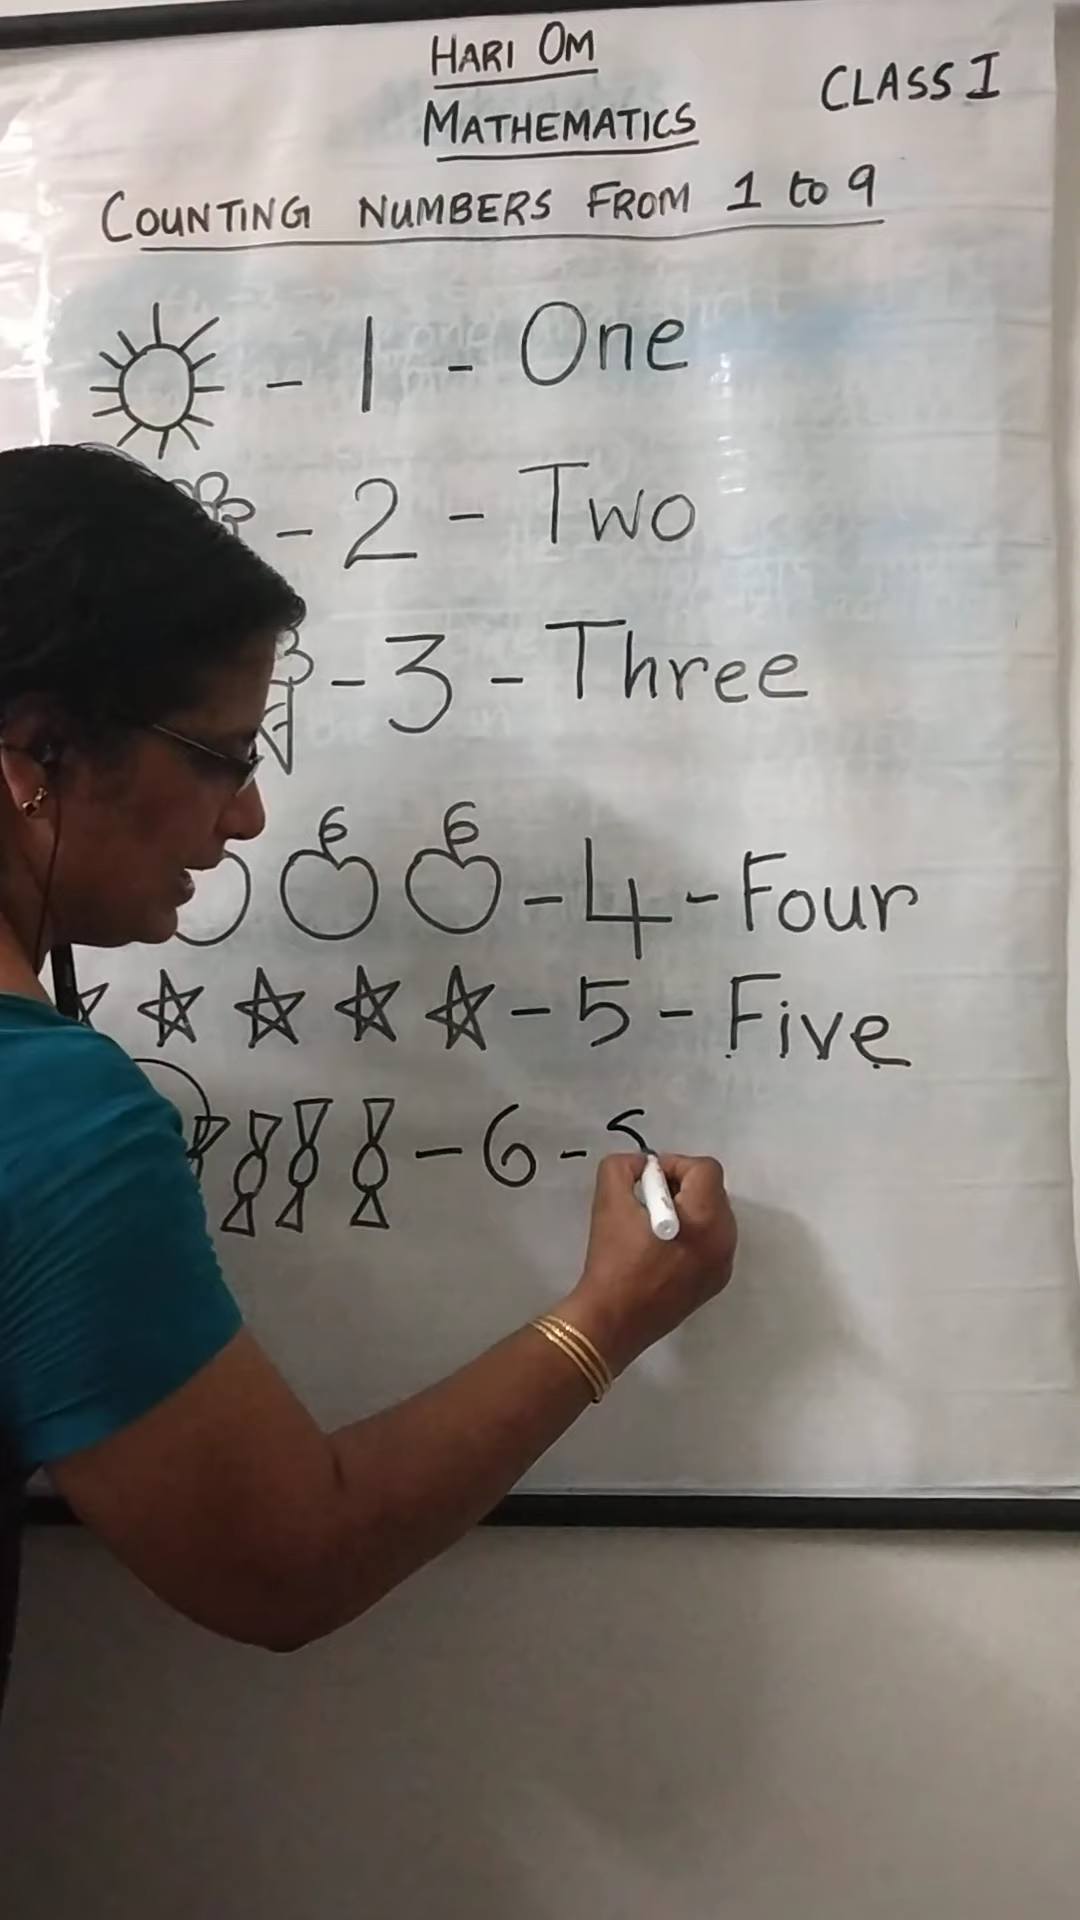 HARI OM
MATHEMATICS
CLASS I
COUNTING NUMBERS FROM 1 to 9
- 1 - One
- 2 - Two
- 3 - Three
- 4 - Four
- 5 - Five
- 6 - S